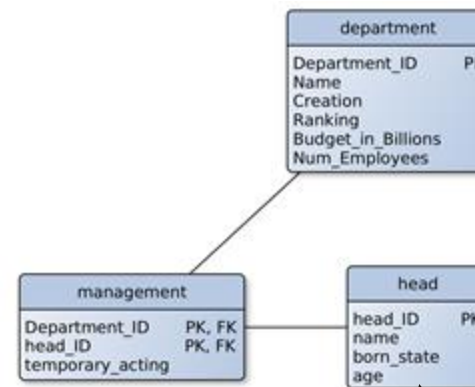 department
Department_ID
Name
Creation
Ranking
Budget_in_Billions
Num_Employees
management
Department_ID PK, FK
head_ID PK, FK
temporary_acting
head
head_ID PK
name
born_state
age